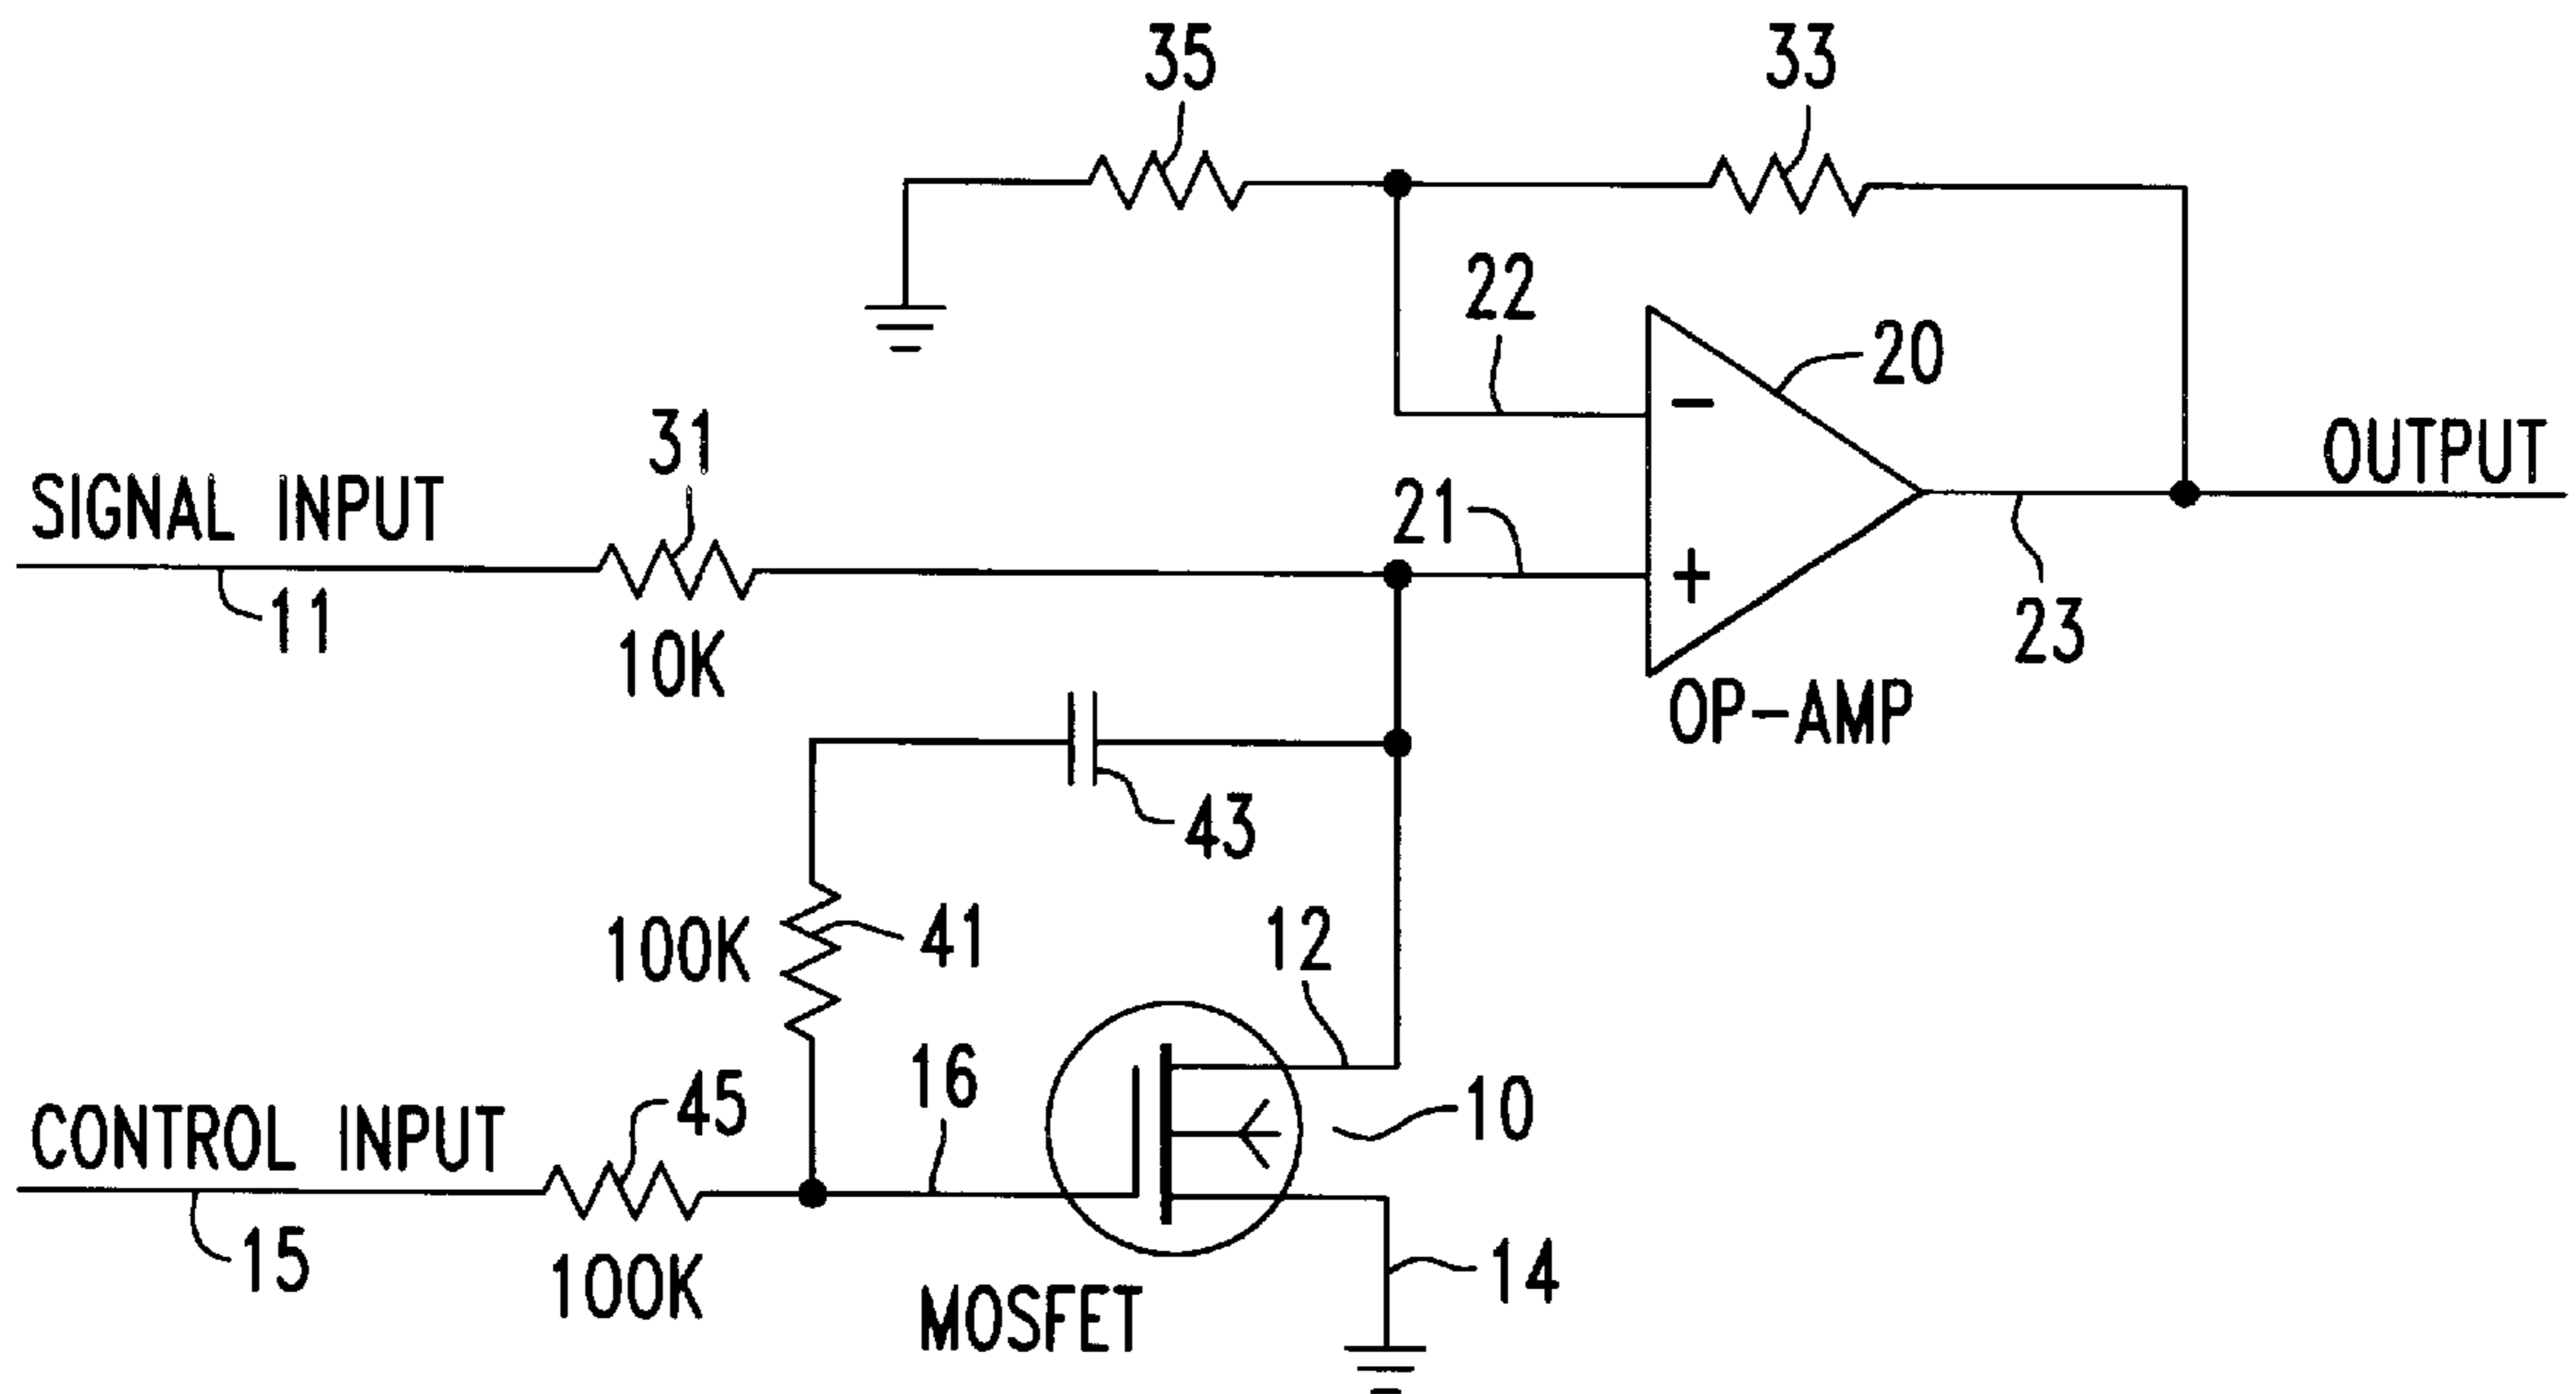 35
33
22
20
31
SIGNAL INPUT
21
OUTPUT
11
10K
23
OP-AMP
43
100K
41
12
16
45
10
CONTROL INPUT
15
100K
14
MOSFET
-
+